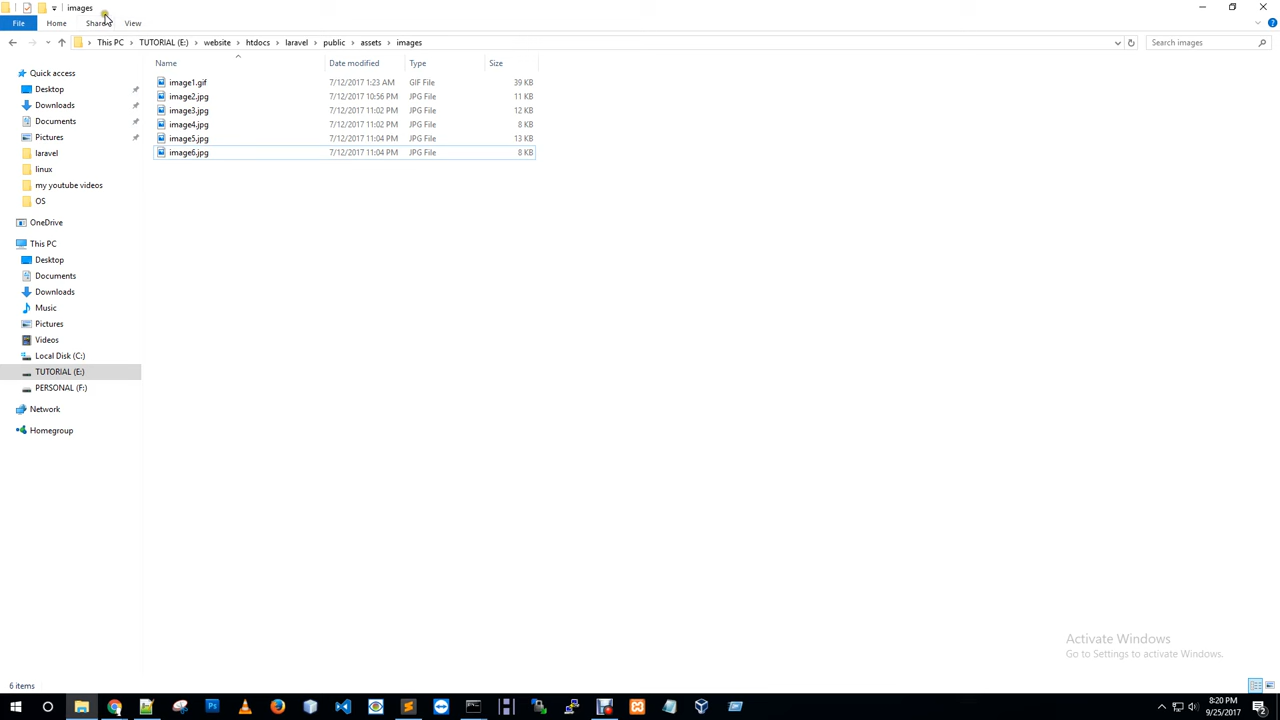 images
File Home Share View
This PC TUTORIAL (E:) website htdocs laravel public assets images Search images
Name Date modified Type Size
image1.gif 7/12/2017 1:23 AM GIF File 39 KB
image2.jpg 7/12/2017 10:56 PM JPG File 11 KB
image3.jpg 7/12/2017 11:02 PM JPG File 12 KB
image4.jpg 7/12/2017 11:02 PM JPG File 8 KB
image5.jpg 7/12/2017 11:04 PM JPG File 13 KB
image6.jpg 7/12/2017 11:04 PM JPG File 8 KB
Quick access
Desktop
Downloads
Documents
Pictures
laravel
linux
my youtube videos
OS
OneDrive
This PC
Desktop
Documents
Downloads
Music
Pictures
Videos
Local Disk (C:)
TUTORIAL (E:)
PERSONAL (F:)
Network
Homegroup
Activate Windows
Go to Settings to activate Windows.
6 items
8:20 PM
9/25/2017